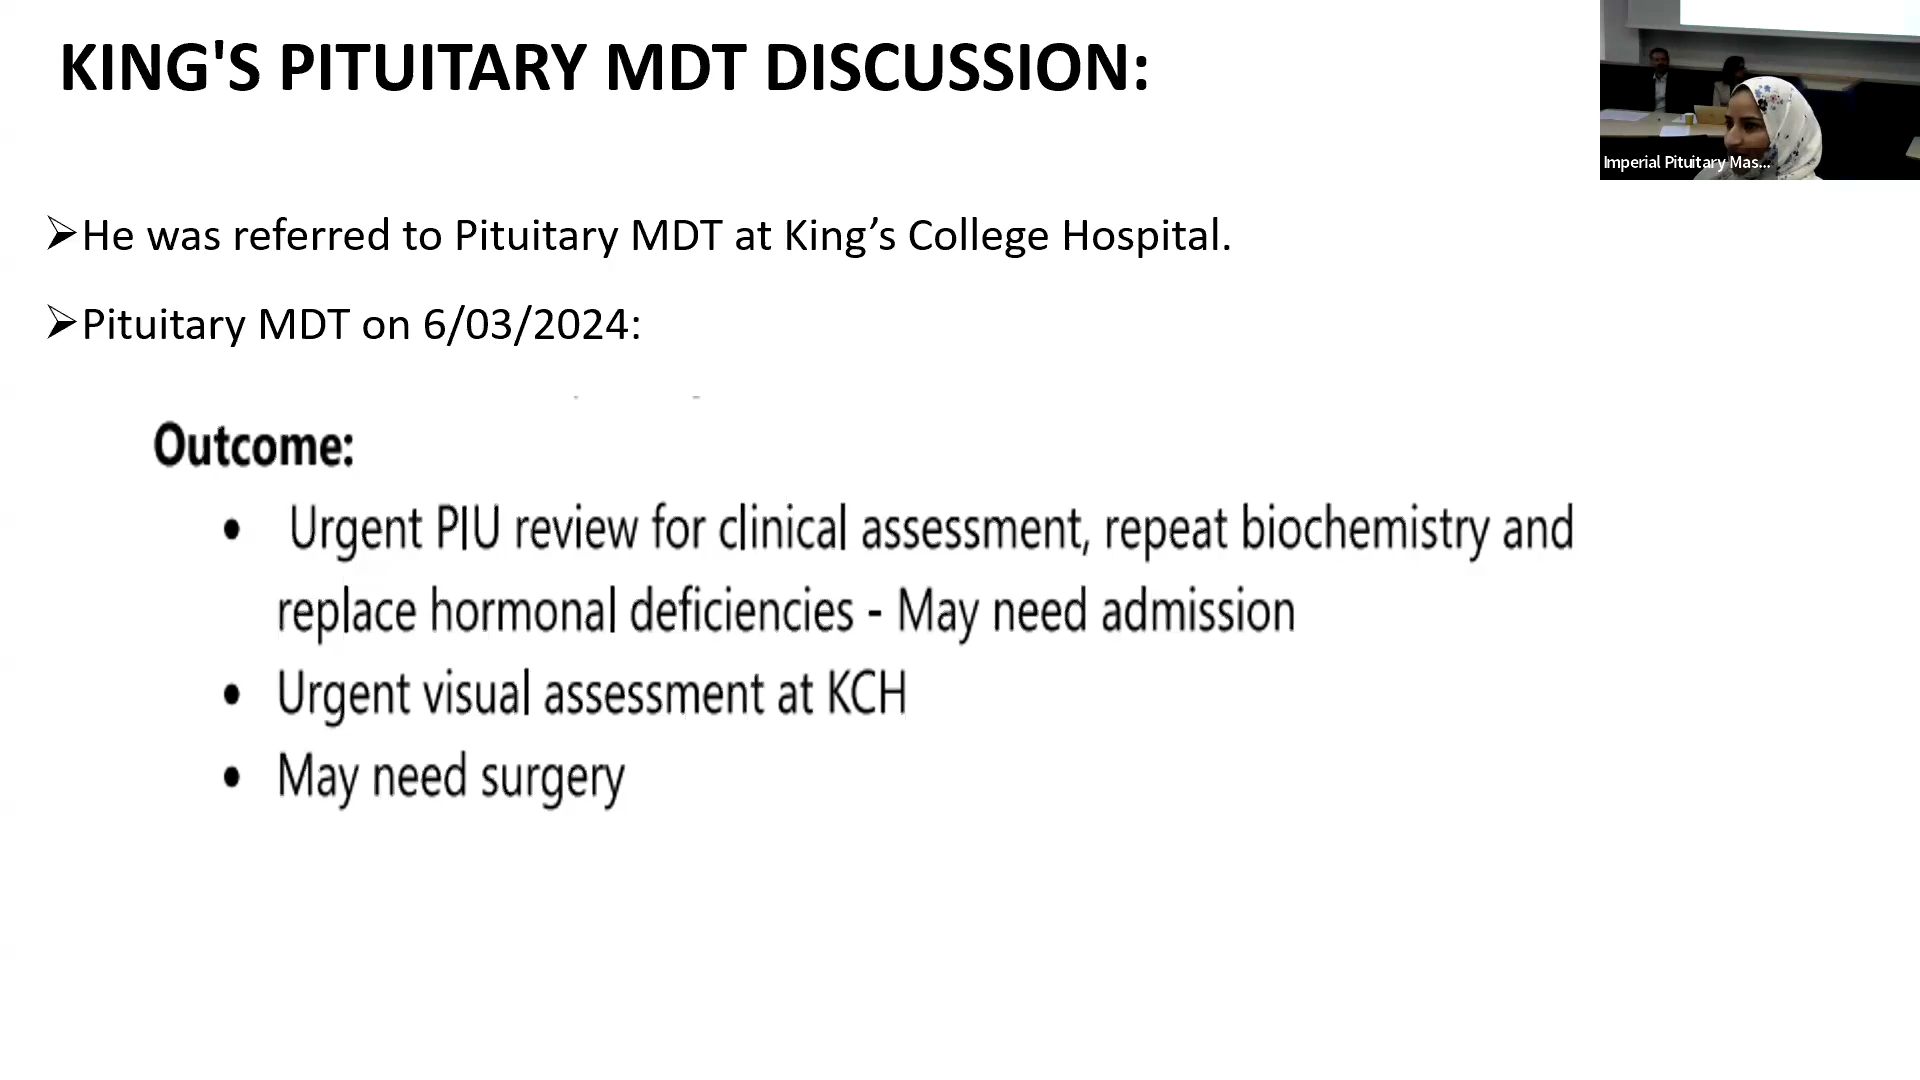 KING'S PITUITARY MDT DISCUSSION:
Imperial Pituitary Mas...
➢He was referred to Pituitary MDT at King’s College Hospital.
➢Pituitary MDT on 6/03/2024:
Outcome:
• Urgent PIU review for clinical assessment, repeat biochemistry and
replace hormonal deficiencies - May need admission
• Urgent visual assessment at KCH
• May need surgery